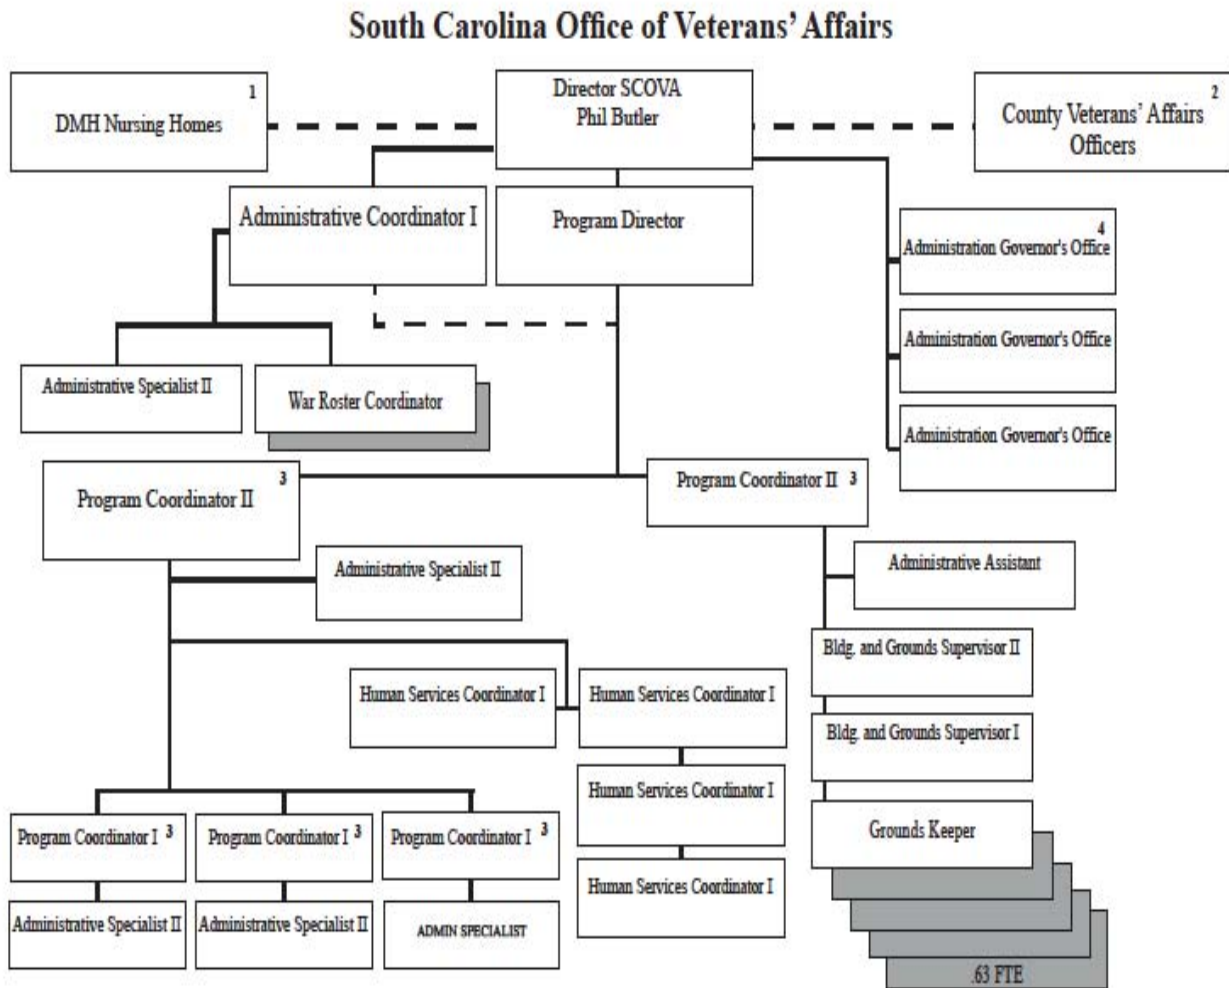 South Carolina Office of Veterans' Affairs
1
DMH Nursing Homes
Director SCOVA
Phil Butler
2
County Veterans' Affairs
Officers
Administrative Coordinator I
Program Director
4
Administration Governor's Office
Administration Governor's Office
Administration Governor's Office
Administrative Specialist II
War Roster Coordinator
Program Coordinator II 3
Program Coordinator II 3
Administrative Specialist II
Administrative Assistant
Bldg. and Grounds Supervisor II
Human Services Coordinator I
Human Services Coordinator I
Bldg. and Grounds Supervisor I
Human Services Coordinator I
Grounds Keeper
Program Coordinator I 3
Program Coordinator I 3
Program Coordinator I 3
Human Services Coordinator I
Administrative Specialist II
Administrative Specialist II
ADMIN SPECIALIST
.63 FTE